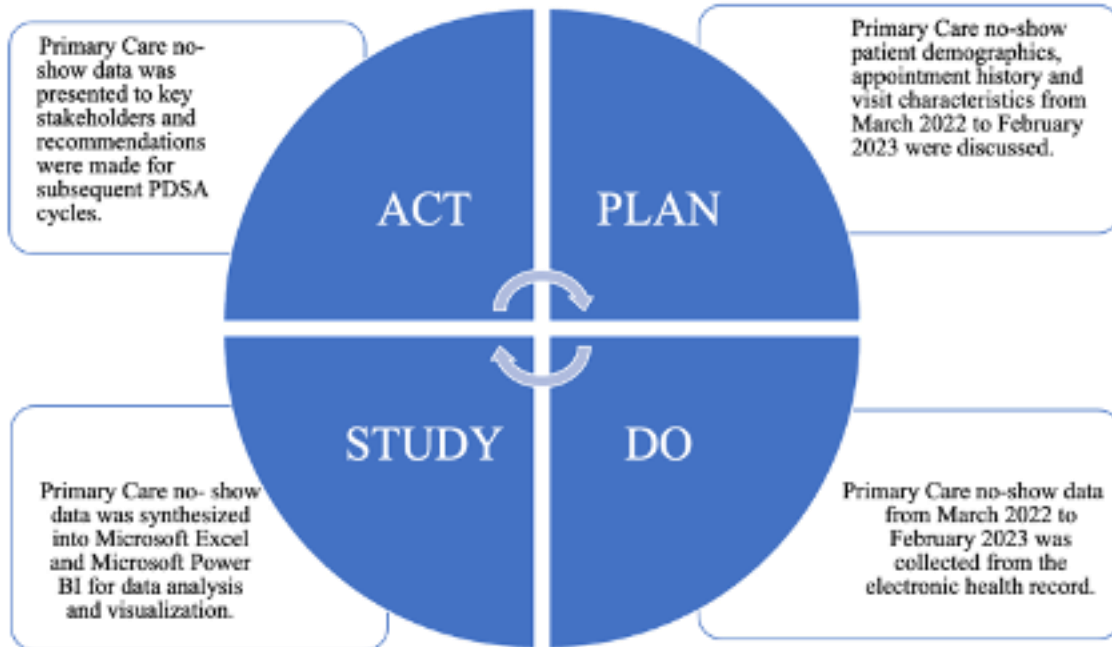 Primary Care no-
show data was
presented to key
stakeholders and
recommendations
were made for
subsequent PDSA
cycles.
Primary Care no-show
patient demographics,
appointment history and
visit characteristics from
March 2022 to February
2023 were discussed.
ACT
PLAN
STUDY
DO
Primary Care no- show
data was synthesized
into Microsoft Excel
and Microsoft Power
BI for data analysis
and visualization.
Primary Care no-show data
from March 2022 to
February 2023 was
collected from the
electronic health record.